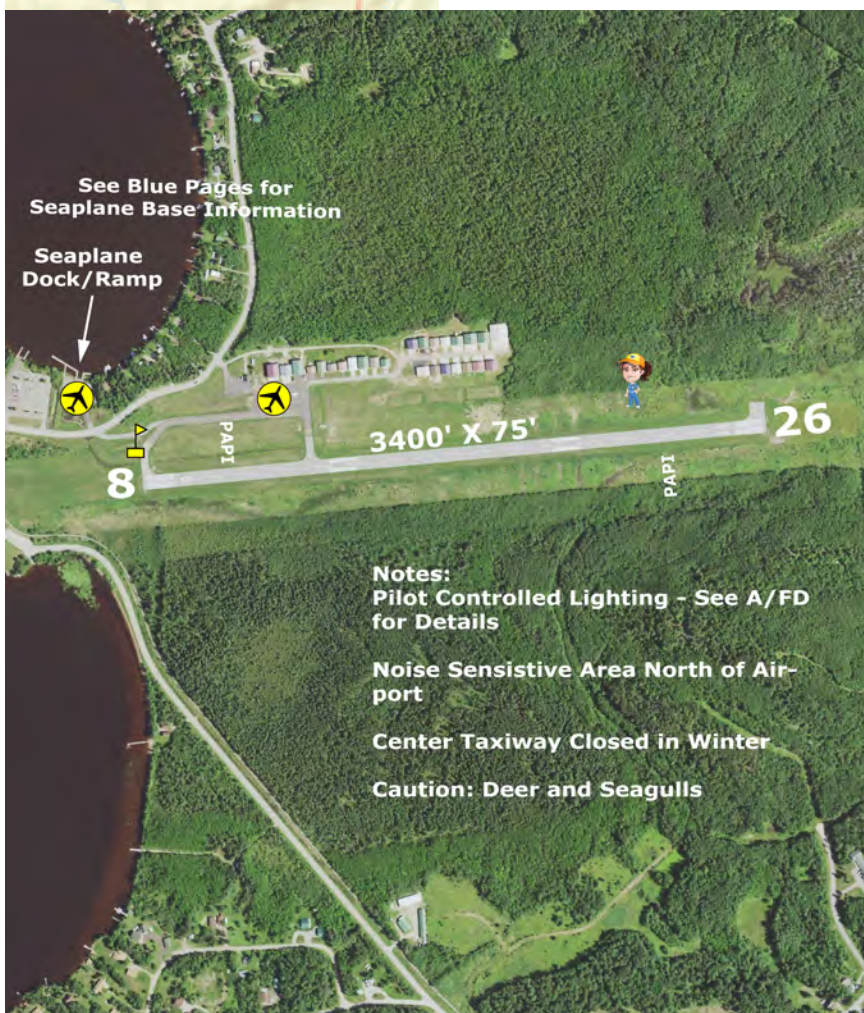 See Blue Pages for
Seaplane Base Information
Seaplane
Dock/Ramp
PAPI
3400' X 75'
26
8
PAPI
Notes:
Pilot Controlled Lighting - See A/FD
for Details
Noise Sensistive Area North of Air-
port
Center Taxiway Closed in Winter
Caution: Deer and Seagulls